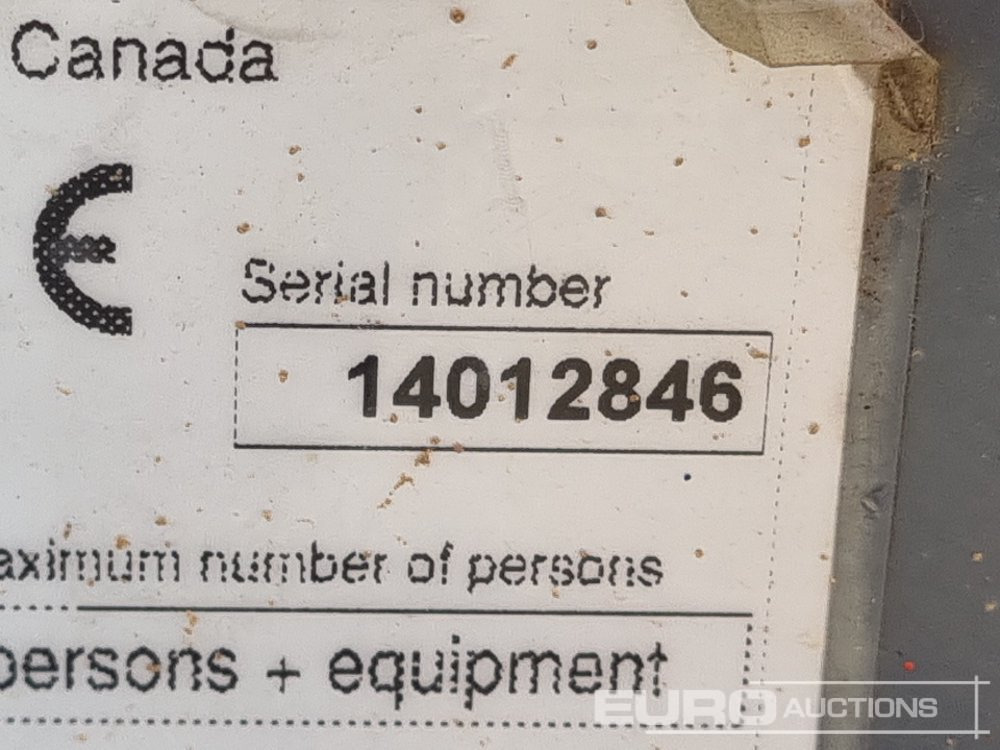 Canada
C€
Serial number
14012846
aximum number of persons
persons + equipment
EURO AUCTIONS